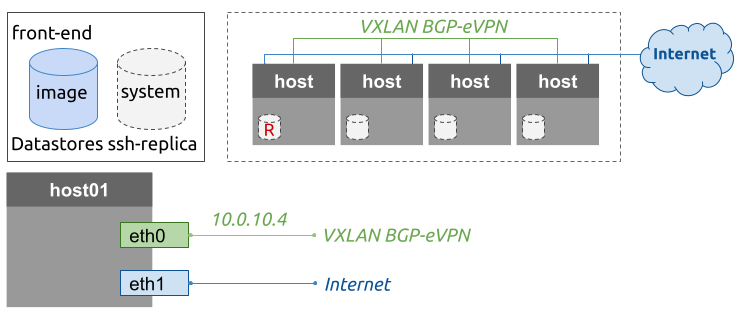 front-end
image system
Datastores ssh-replica
VXLAN BGP-eVPN
Internet
host host host host
R
host01
eth0 10.0.10.4 VXLAN BGP-eVPN
eth1 Internet